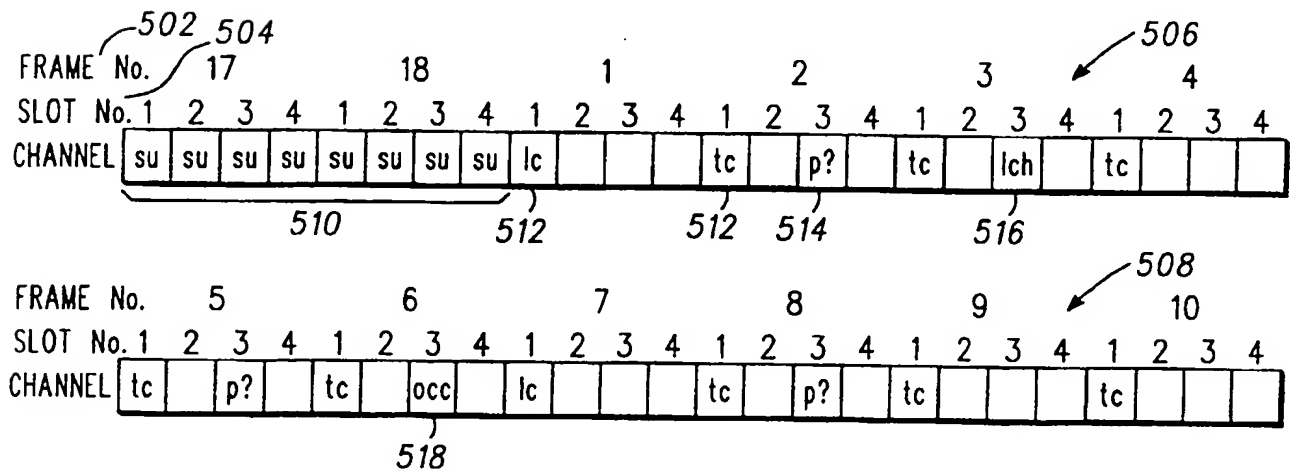 502 504 506
FRAME No. 17 18 1 2 3 4
SLOT No. 1 2 3 4 1 2 3 4 1 2 3 4 1 2 3 4 1 2 3 4 1 2 3 4
CHANNEL su su su su su su su su lc tc p? tc lch tc
510 512 512 514 516
508
FRAME No. 5 6 7 8 9 10
SLOT No. 1 2 3 4 1 2 3 4 1 2 3 4 1 2 3 4 1 2 3 4 1 2 3 4
CHANNEL tc p? tc occ lc tc p? tc tc
518